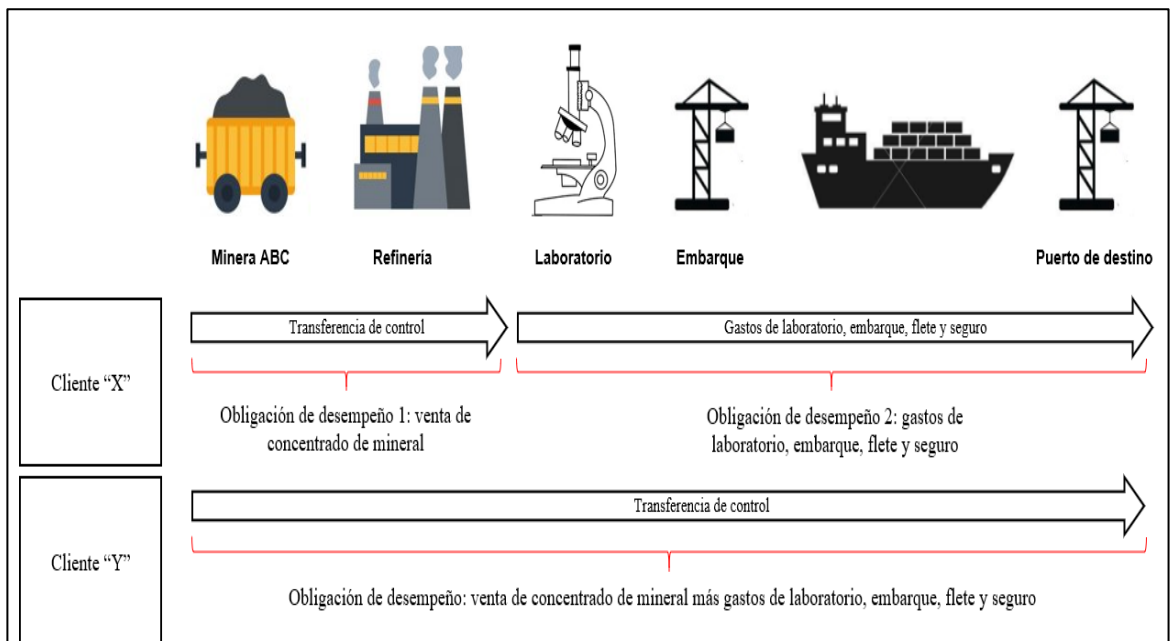 Minera ABC
Refinería
Laboratorio
Embarque
Puerto de destino
Cliente “X”
Transferencia de control
Gastos de laboratorio, embarque, flete y seguro
Obligación de desempeño 1: venta de
concentrado de mineral
Obligación de desempeño 2: gastos de
laboratorio, embarque, flete y seguro
Cliente “Y”
Transferencia de control
Obligación de desempeño: venta de concentrado de mineral más gastos de laboratorio, embarque, flete y seguro